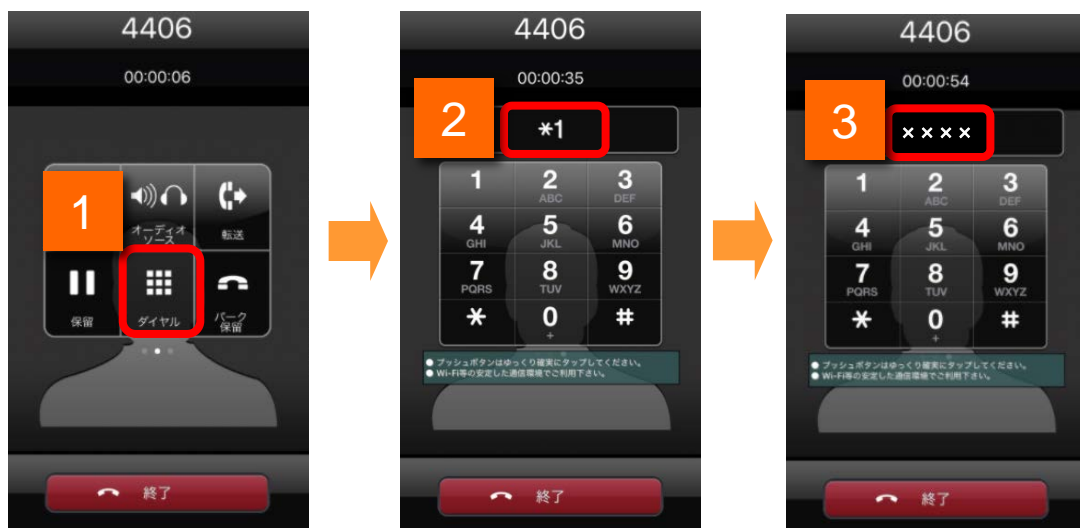 4406
00:00:06
1
オーディオ
ソース
転送
保留
ダイヤル
パーク
保留
終了
4406
00:00:35
2
*1
1
2
ABC
3
DEF
4
GHI
5
JKL
6
MNO
7
PQRS
8
TUV
9
WXYZ
*
0
+
#
● プッシュボタンはゆっくり確実にタップしてください。
● Wi-Fi等の安定した通信環境でご利用下さい。
終了
4406
00:00:54
3
××××
1
2
ABC
3
DEF
4
GHI
5
JKL
6
MNO
7
PQRS
8
TUV
9
WXYZ
*
0
+
#
● プッシュボタンはゆっくり確実にタップしてください。
● Wi-Fi等の安定した通信環境でご利用下さい。
終了